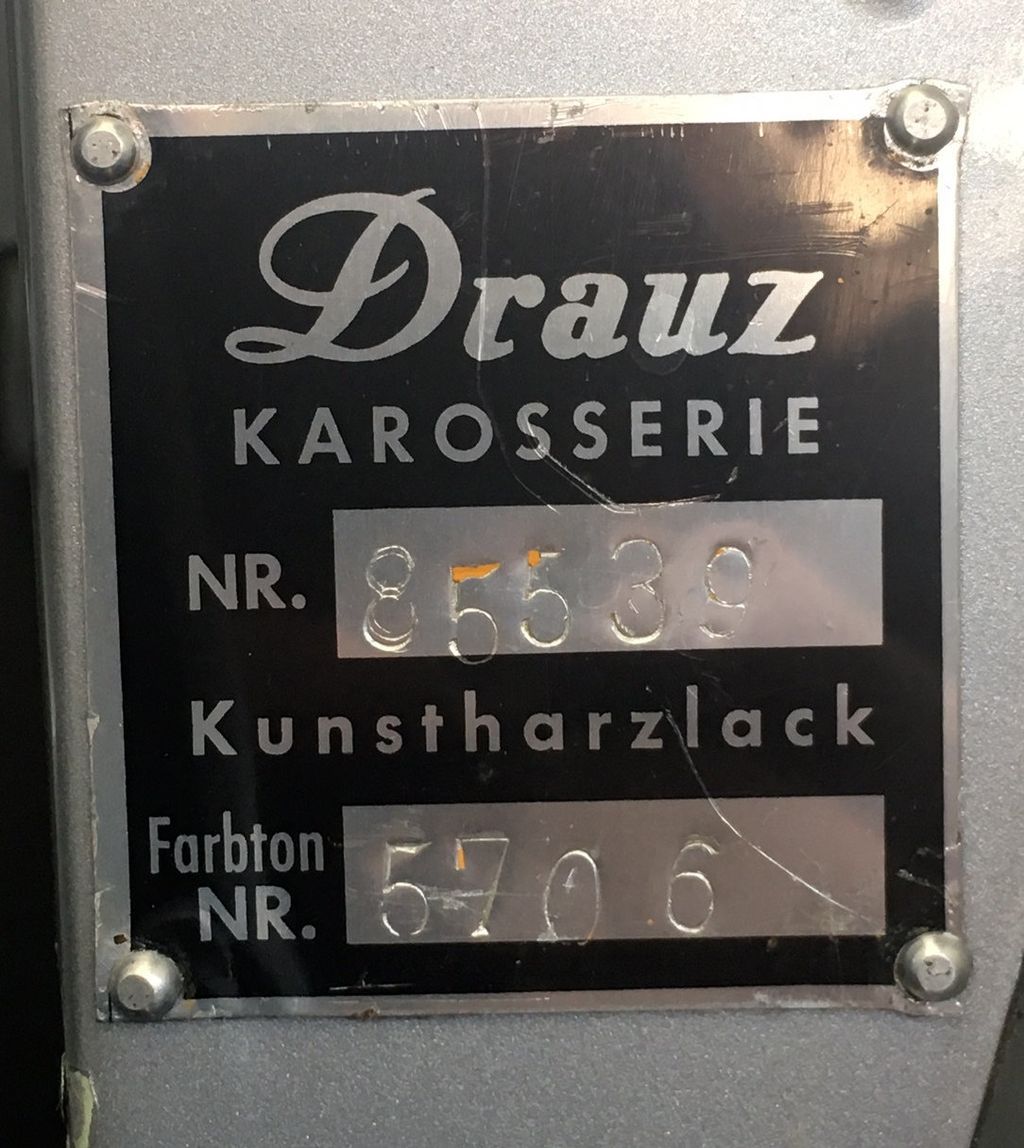 Drauz
KAROSSERIE
NR. 85539
Kunstharzlack
Farbton
NR. 5706